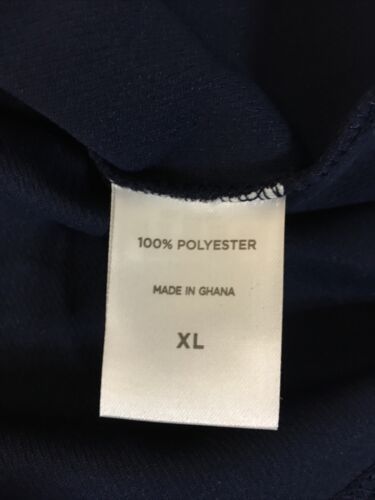 100% POLYESTER
MADE IN GHANA
XL